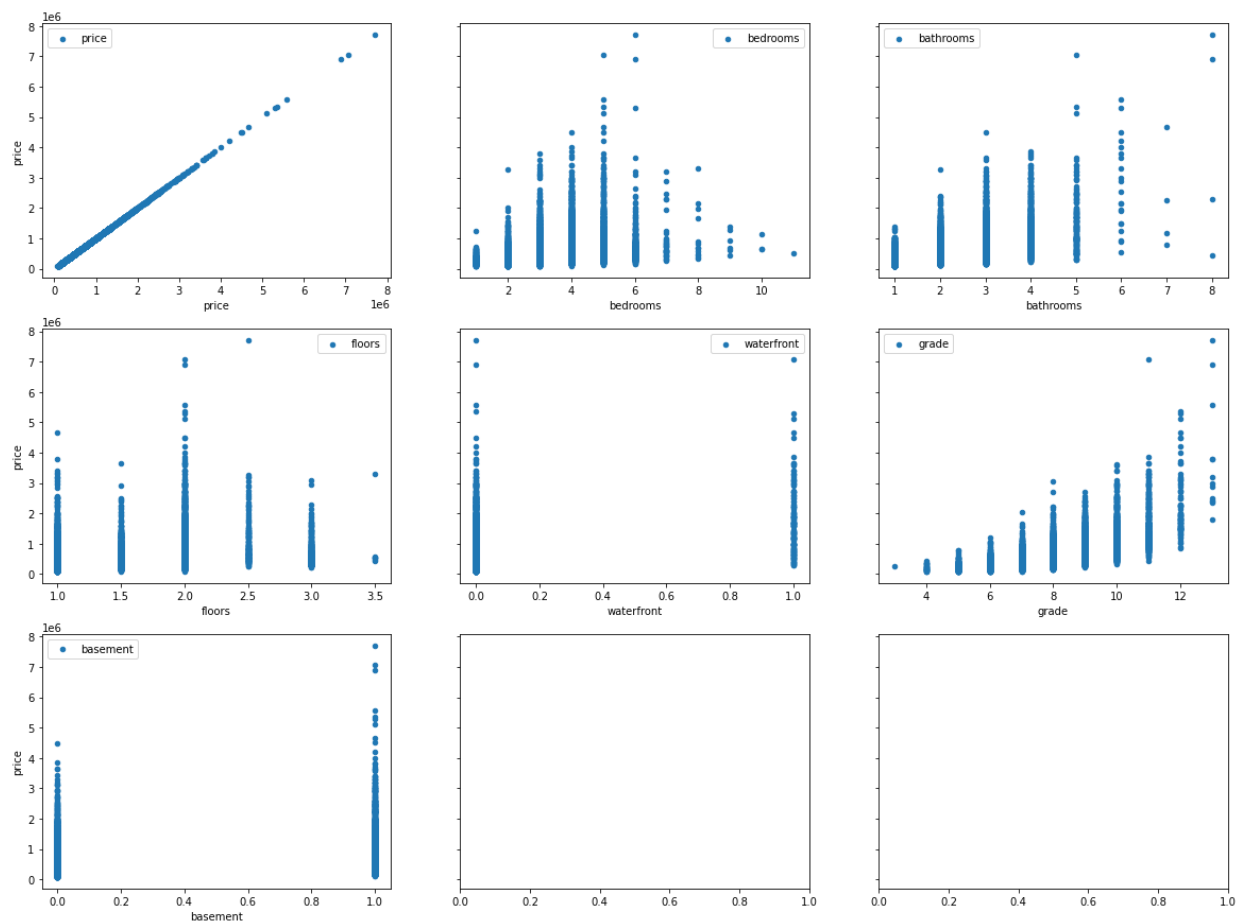 1e6
price
bedrooms
bathrooms
8
7
6
5
4
3
2
1
0
price
0 1 2 3 4 5 6 7 8
2 4 6 8 10
1 2 3 4 5 6 7 8
price 1e6
bedrooms
bathrooms
1e6
floors
waterfront
grade
8
7
6
5
4
3
2
1
0
price
1.0 1.5 2.0 2.5 3.0 3.5
0.0 0.2 0.4 0.6 0.8 1.0
4 6 8 10 12
floors
waterfront
grade
1e6
basement
8
7
6
5
4
3
2
1
0
price
0.0 0.2 0.4 0.6 0.8 1.0
0.0 0.2 0.4 0.6 0.8 1.0
0.0 0.2 0.4 0.6 0.8 1.0
basement